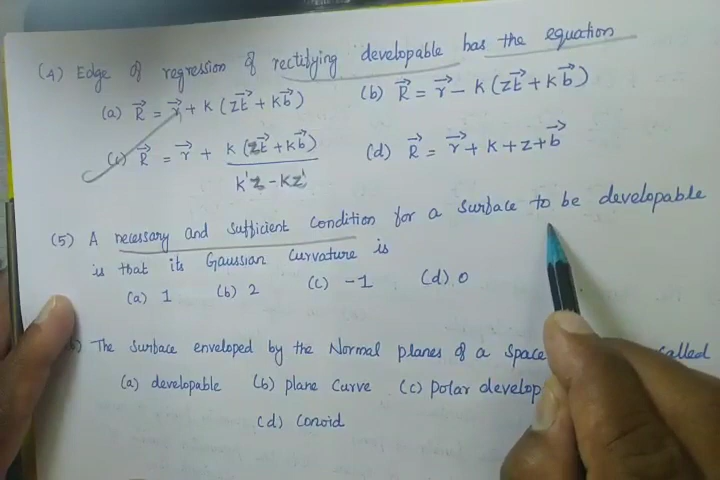 (4) Edge of regression of rectifying developable has the equation
(a) R⃗ = r⃗ + k (zt⃗ + kb⃗) (b) R⃗ = r⃗ - k (zt⃗ + kb⃗)
(c) R⃗ = r⃗ + k (zt⃗ + kb⃗) / k'z - kz' (d) R⃗ = r⃗ + k + z + b⃗
(5) A necessary and sufficient condition for a surface to be developable
is that its Gaussian curvature is
(a) 1 (b) 2 (c) -1 (d) 0
The surface enveloped by the Normal planes of a space called
(a) developable (b) plane curve (c) polar develop
(d) Conoid